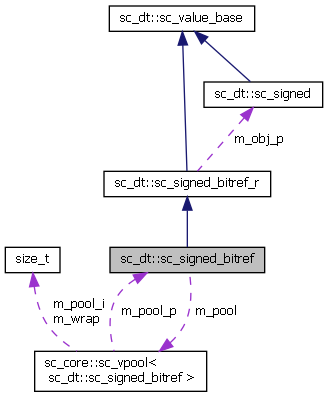 sc_dt::sc_value_base
sc_dt::sc_signed
m_obj_p
sc_dt::sc_signed_bitref_r
size_t
sc_dt::sc_signed_bitref
m_pool_i
m_wrap
m_pool_p
m_pool
sc_core::sc_vpool<
sc_dt::sc_signed_bitref >